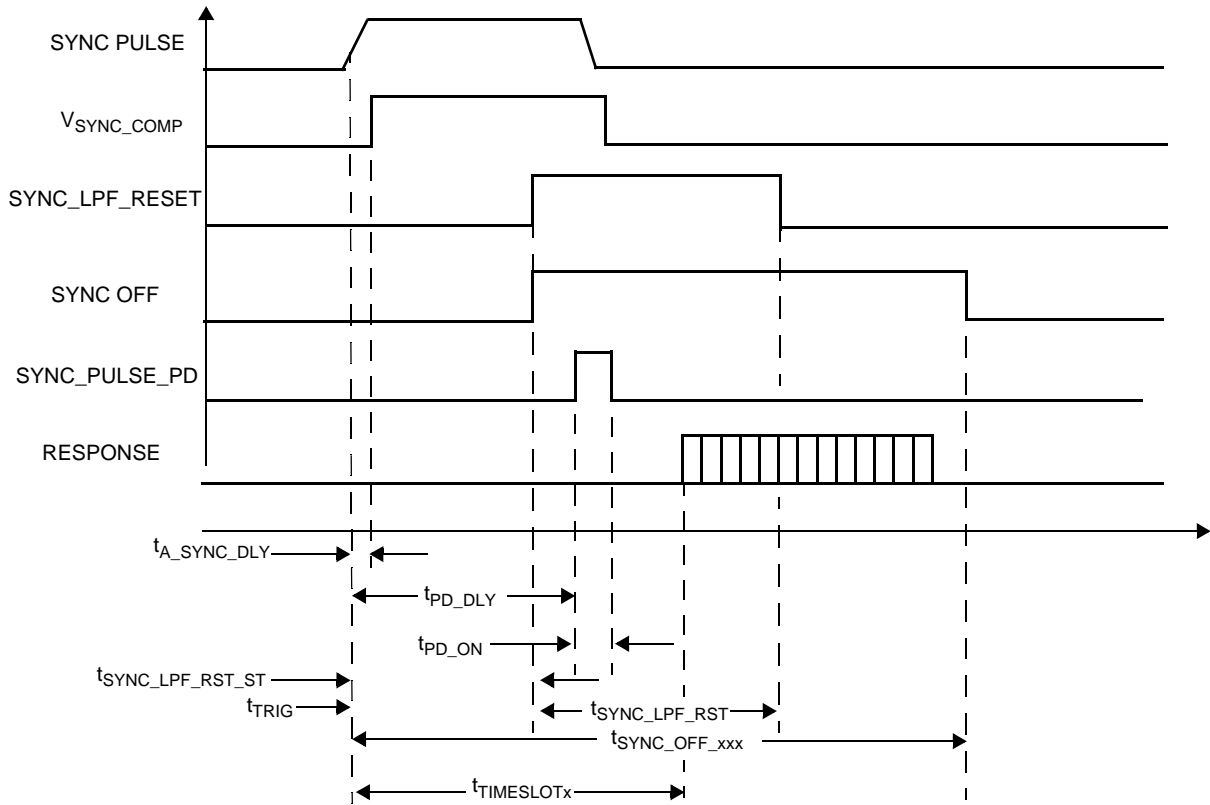 SYNC PULSE
VSYNC_COMP
SYNC_LPF_RESET
SYNC OFF
SYNC_PULSE_PD
RESPONSE
tA_SYNC_DLY
tPD_DLY
tPD_ON
tSYNC_LPF_RST_ST
tTRIG
tSYNC_LPF_RST
tSYNC_OFF_xxx
tTIMESLOTx